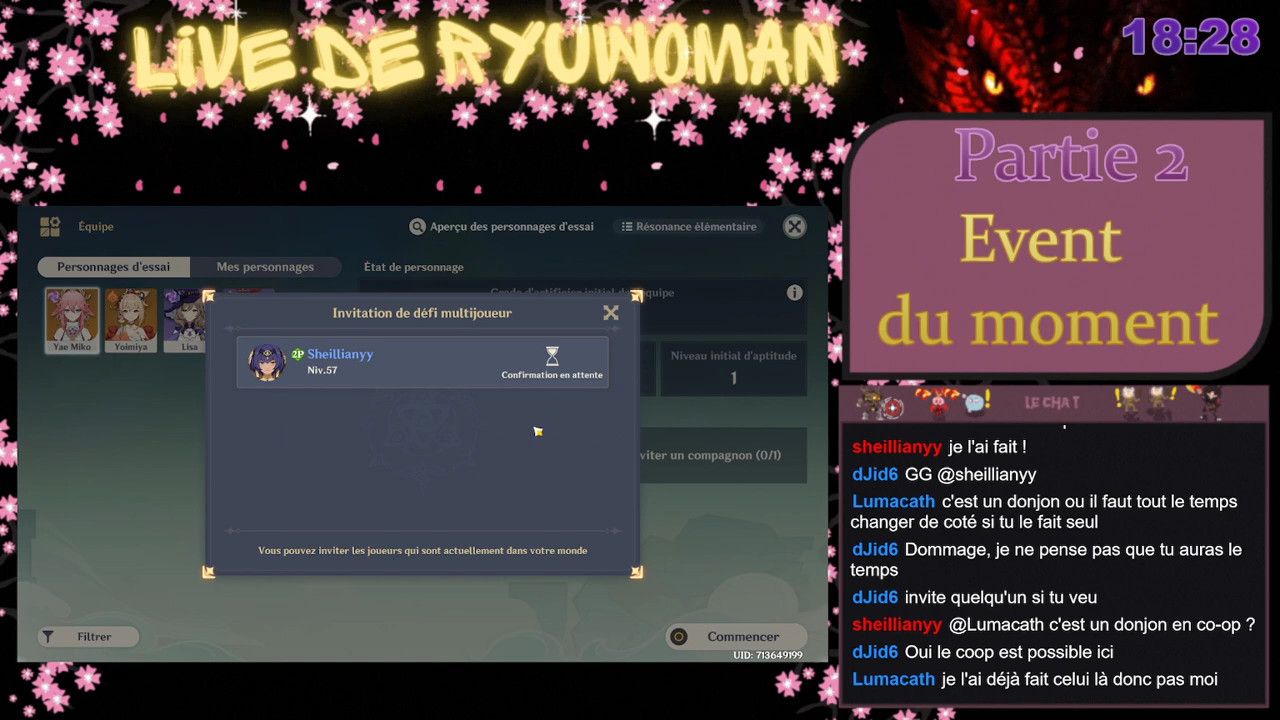 LIVE DE RYUWOMAN
18:28
Partie 2
Event
du moment
Équipe
Aperçu des personnages d'essai
Résonance élémentaire
Personnages d'essai
Mes personnages
État de personnage
Yae Miko
Yoimiya
Lisa
Invitation de défi multijoueur
2P Sheillianyy
Niv.57
Confirmation en attente
Vous pouvez inviter les joueurs qui sont actuellement dans votre monde
Niveau initial d'aptitude
1
viter un compagnon (0/1)
Filtrer
Commencer
UID: 713649199
LE CHAT
sheillianyy je l'ai fait !
dJid6 GG @sheillianyy
Lumacath c'est un donjon ou il faut tout le temps
changer de coté si tu le fait seul
dJid6 Dommage, je ne pense pas que tu auras le
temps
dJid6 invite quelqu'un si tu veu
sheillianyy @Lumacath c'est un donjon en co-op ?
dJid6 Oui le coop est possible ici
Lumacath je l'ai déjà fait celui là donc pas moi